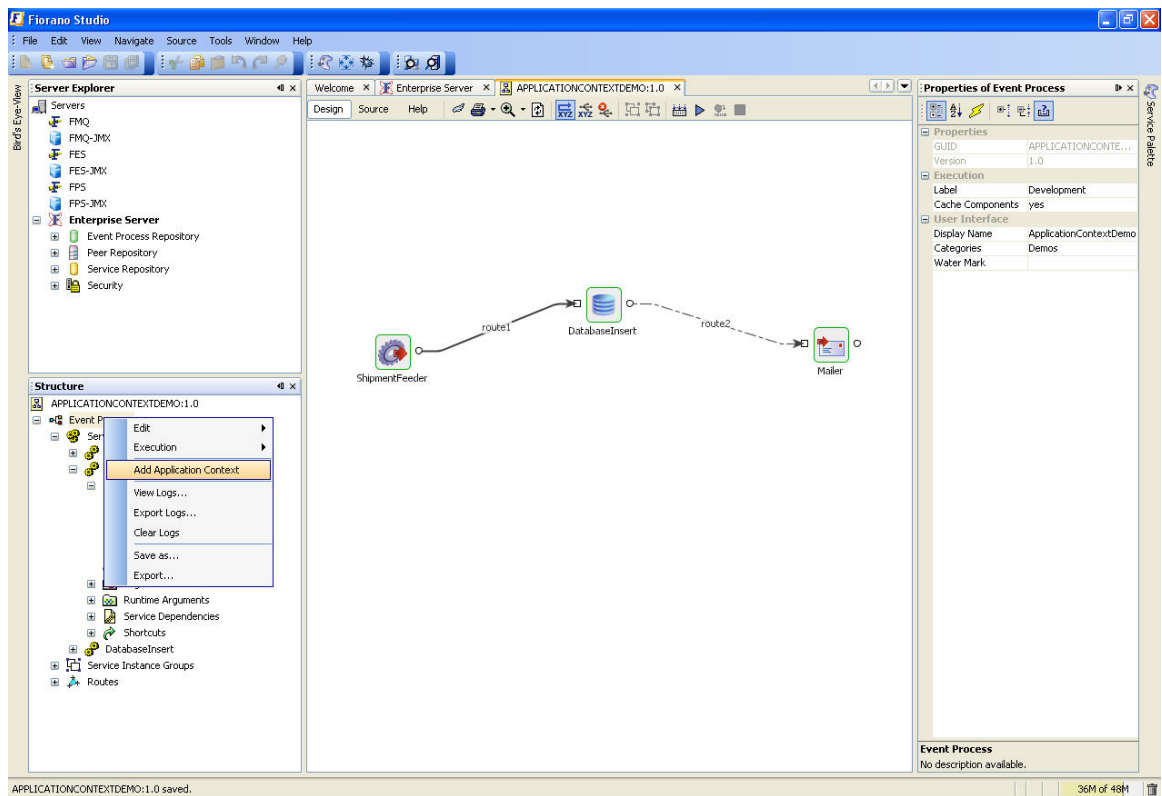 Fiorano Studio
File Edit View Navigate Source Tools Window Help
Bird's Eye-View
Server Explorer
Servers
FMQ
FMQ-JMX
FES
FES-JMX
FPS
FPS-JMX
Enterprise Server
Event Process Repository
Peer Repository
Service Repository
Security
Structure
APPLICATIONCONTEXTDEMO:1.0
Event P
Ser
Edit
Execution
Add Application Context
View Logs...
Export Logs...
Clear Logs
Save as...
Export...
Runtime Arguments
Service Dependencies
Shortcuts
DatabaseInsert
Service Instance Groups
Routes
Welcome Enterprise Server APPLICATIONCONTEXTDEMO:1.0
Design Source Help XYZ XYZ
route1
route2
ShipmentFeeder
DatabaseInsert
Mailer
Properties of Event Process
Properties
GUID APPLICATIONCONTE...
Version 1.0
Execution
Label Development
Cache Components yes
User Interface
Display Name ApplicationContextDemo
Categories Demos
Water Mark
Event Process
No description available.
Service Palette
APPLICATIONCONTEXTDEMO:1.0 saved.
36M of 48M